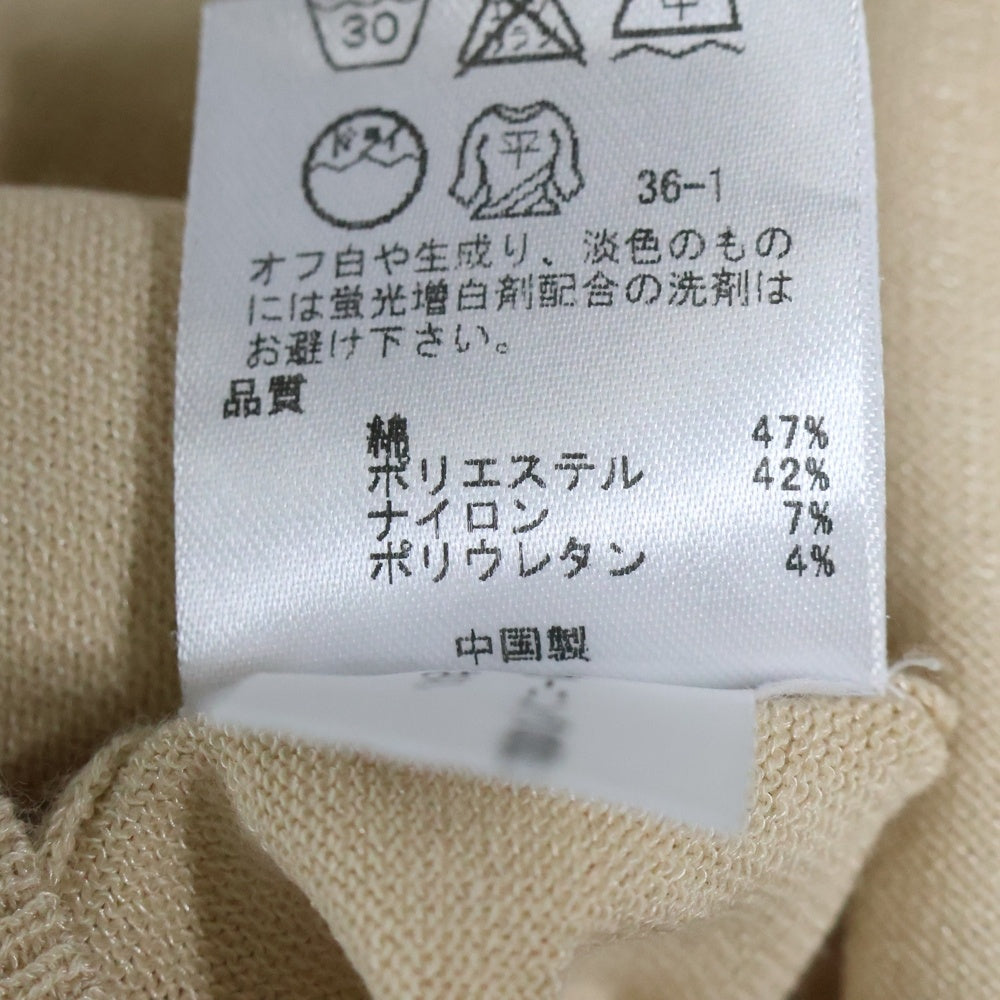 30
中
ドライ
平
36-1
オフ白や生成り、淡色のもの
には蛍光増白剤配合の洗剤は
お避け下さい。
品質
綿 47%
ポリエステル 42%
ナイロン 7%
ポリウレタン 4%
中国製